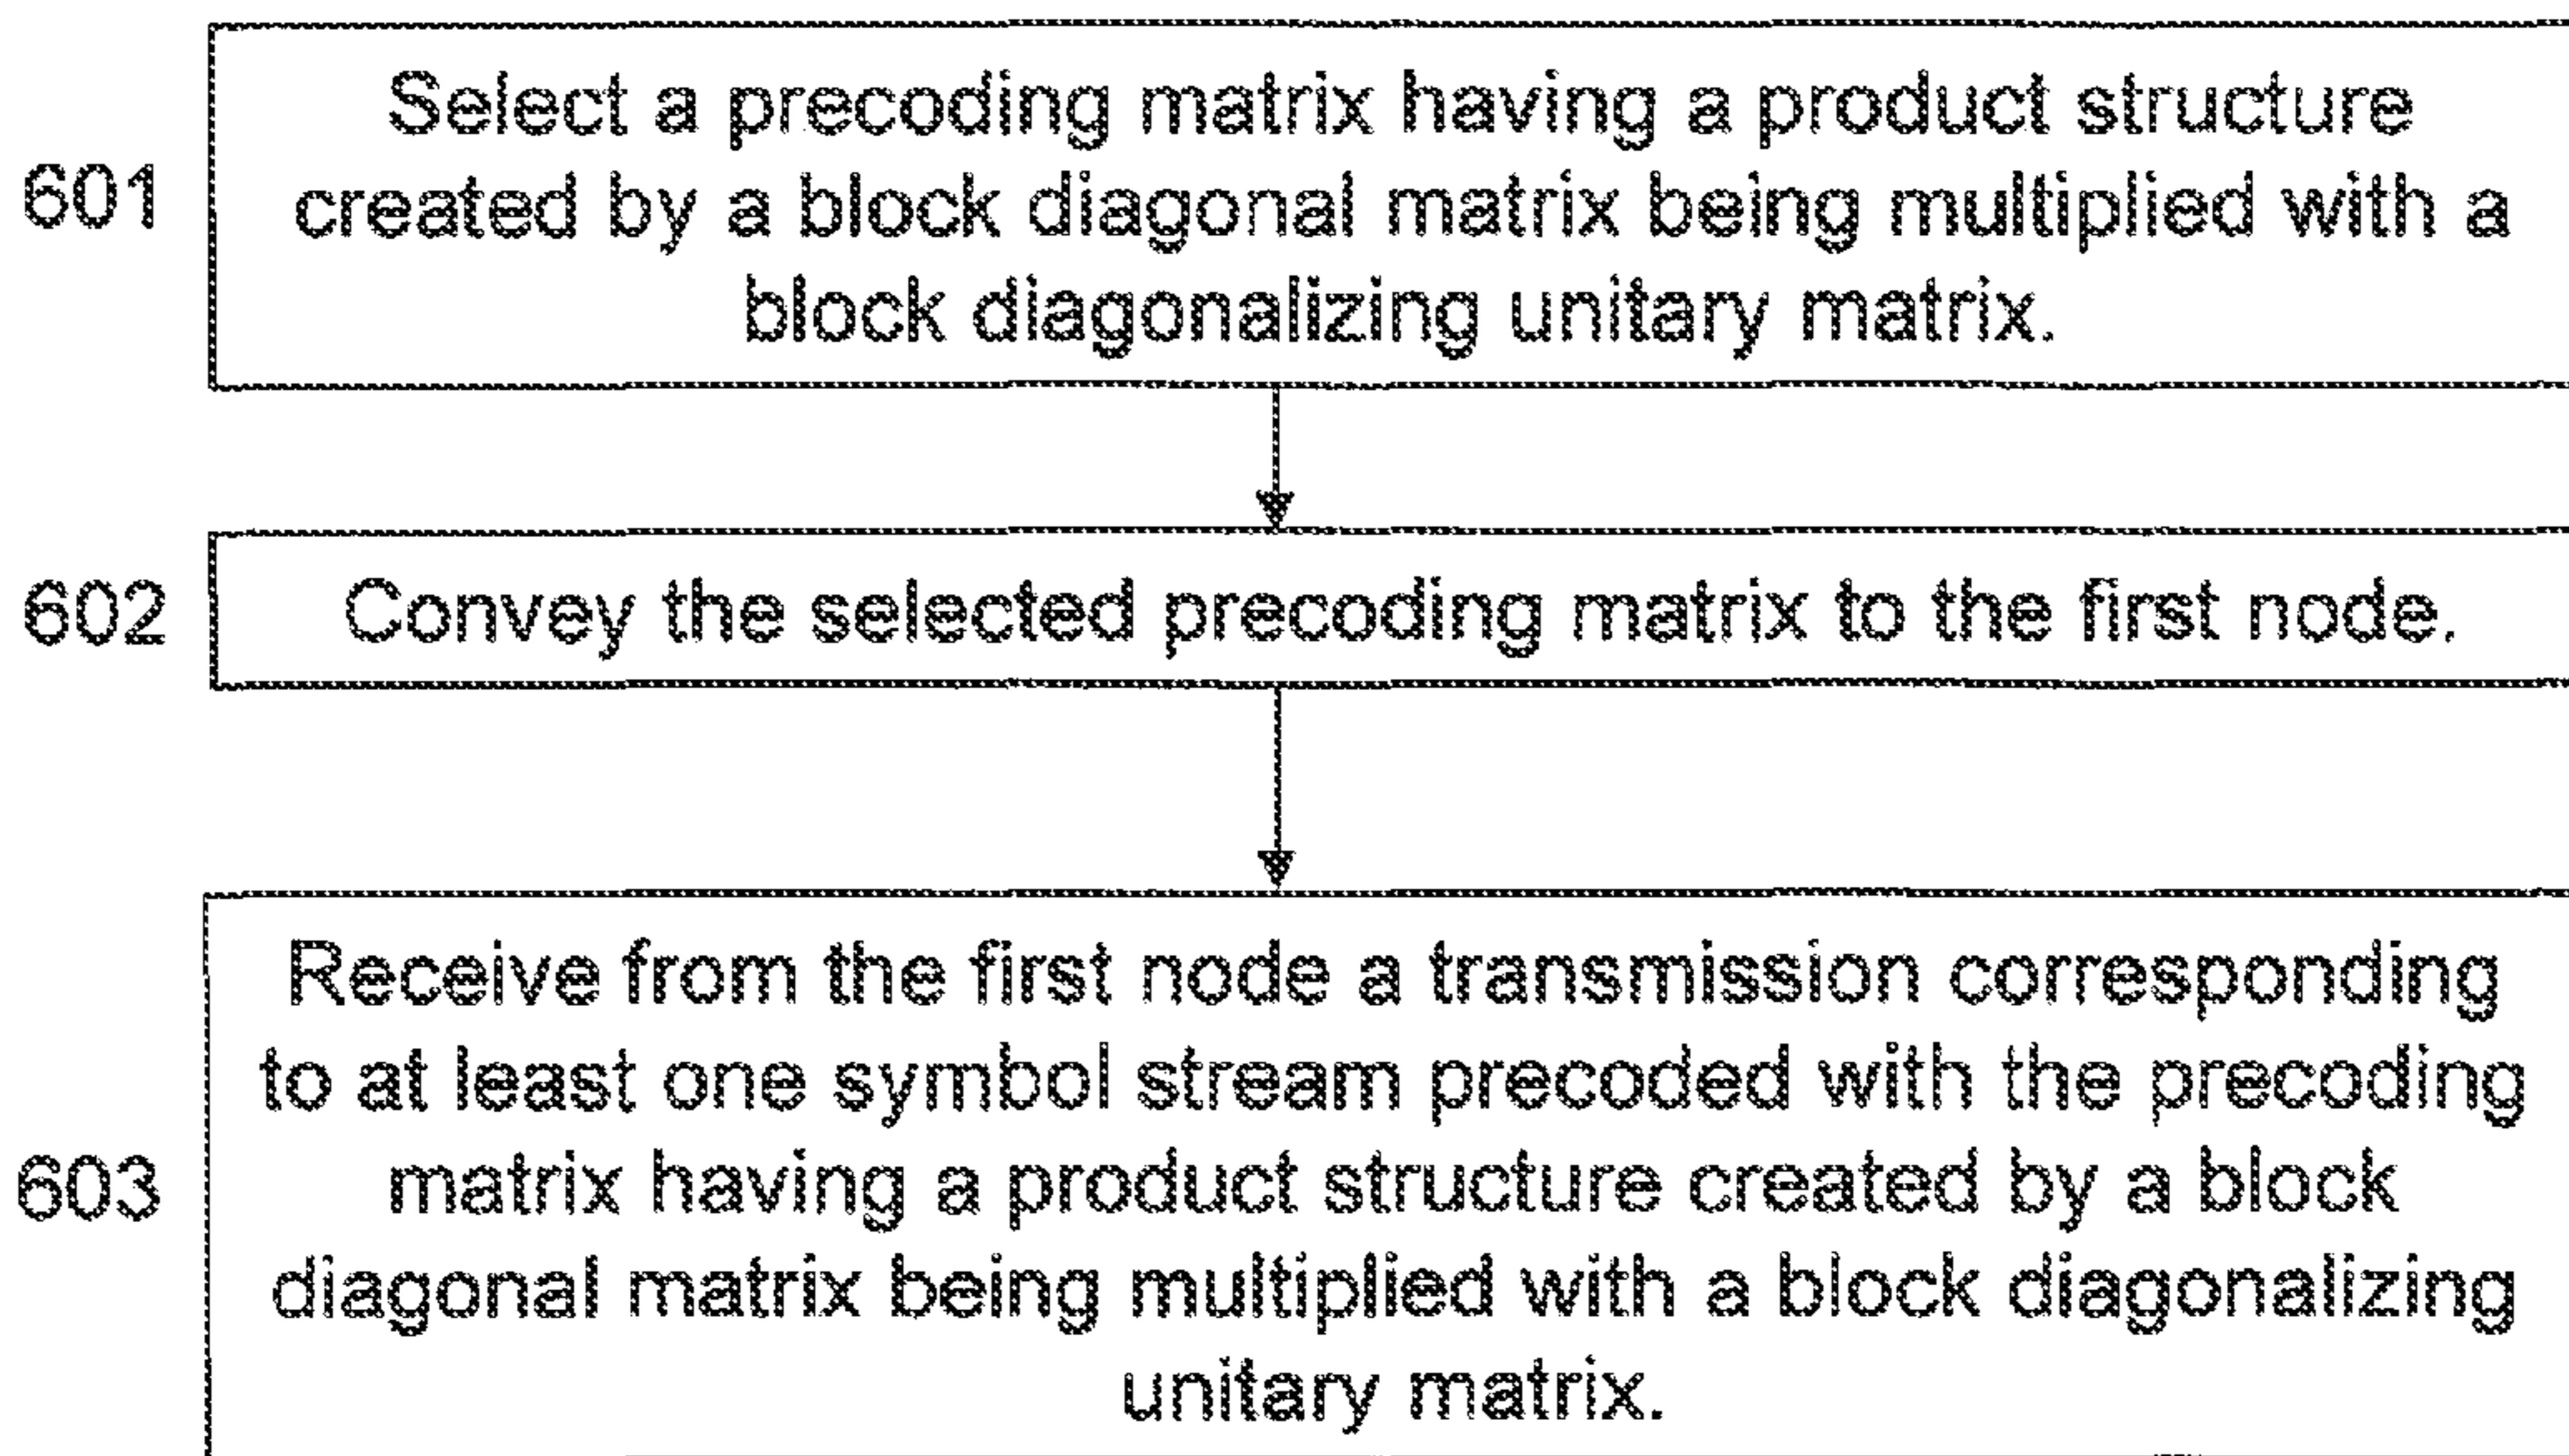 Select a precoding matrix having a product structure
601
created by a block diagonal matrix being multiplied with a
block diagonalizing unitary matrix.
602
Convey the selected precoding matrix to the first node.
Receive from the first node a transmission corresponding
to at least one symbol stream precoded with the precoding
603
matrix having a product structure created by a block
diagonal matrix being multiplied with a block diagonalizing
unitary matrix.